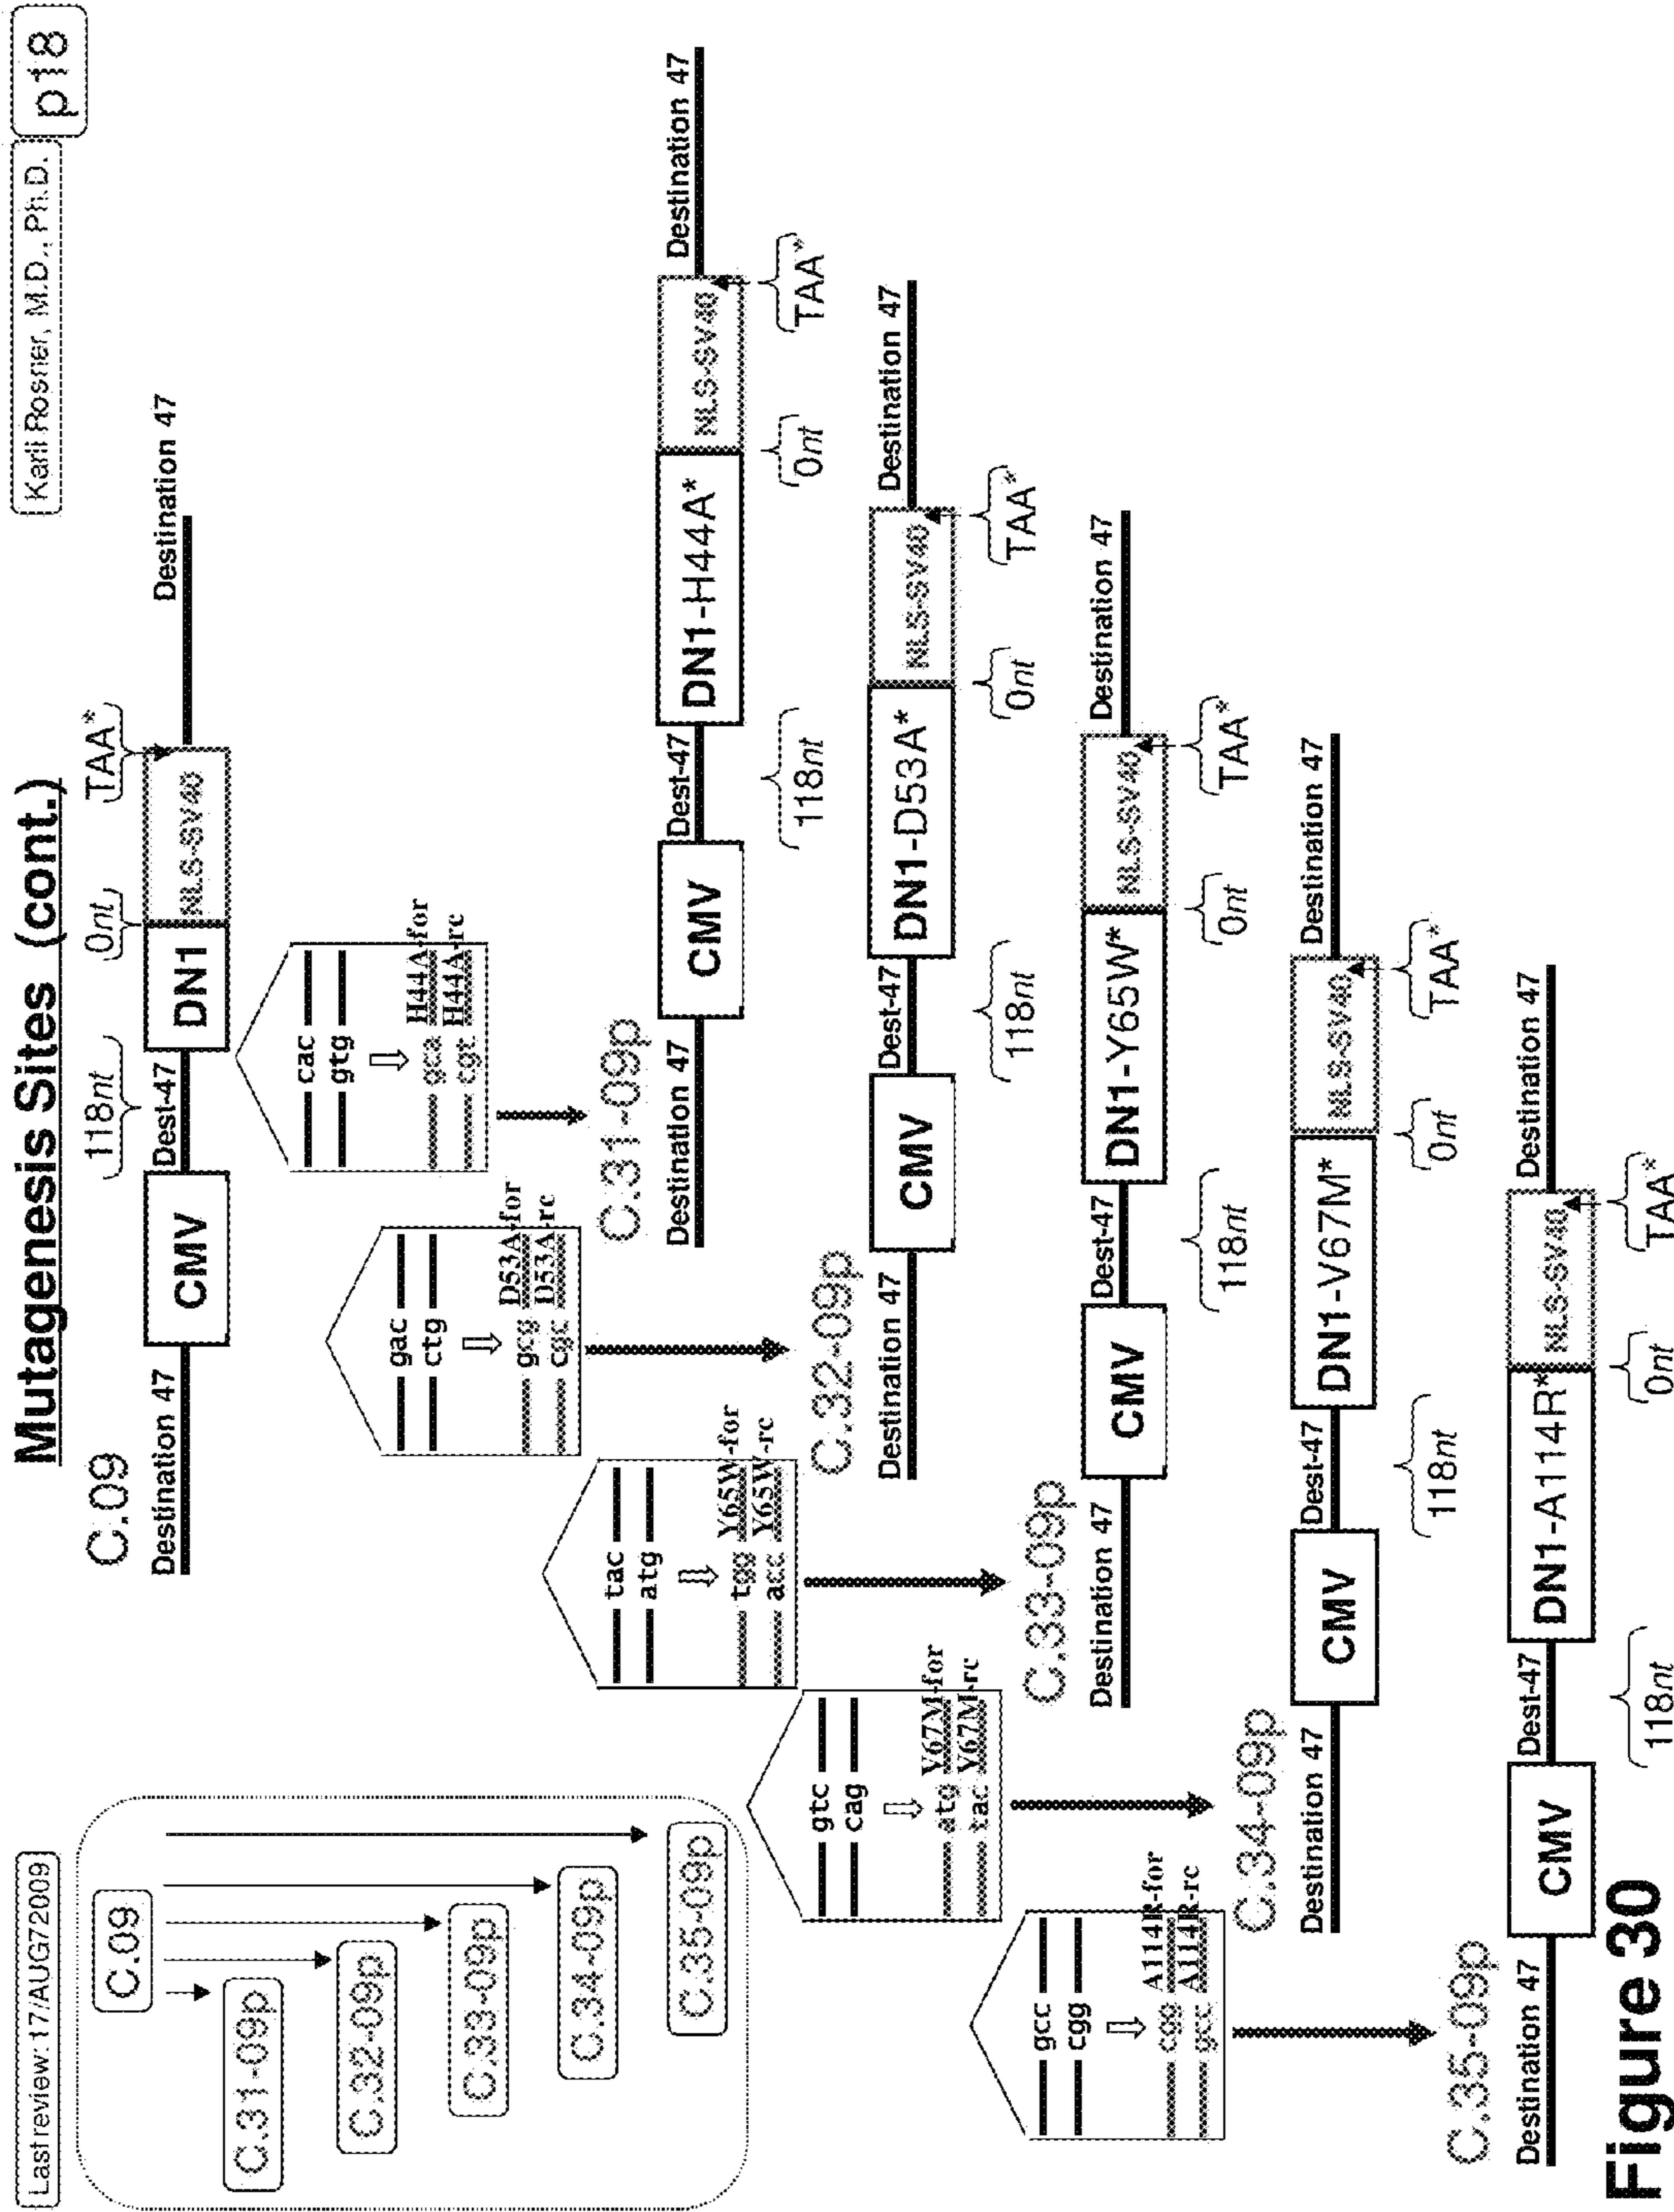 Last review: 17/AUG72009
Mutagenesis Sites (cont.)
Karli Rosner, M.D., Ph.D.
p18
C.09
C.31-09p
C.32-09p
C.33-09p
C.34-09p
C.35-09p
C.09
118nt
0nt
TAA*
Destination 47
CMV
Dest-47
DN1
NLS-SV40
Destination 47
cac
gtg
gca H44A-for
cgt H44A-rc
gac
ctg
gcg D53A-for
cgc D53A-rc
tac
atg
tgg Y65W-for
acc Y65W-rc
gtc
cag
atg V67M-for
tac V67M-rc
gcc
cgg
cgg A114R-for
gcc A114R-rc
C.31-09p
Destination 47
CMV
Dest-47
DN1-H44A*
NLS-SV40
Destination 47
118nt
0nt
TAA*
C.32-09p
Destination 47
CMV
Dest-47
DN1-D53A*
NLS-SV40
Destination 47
118nt
0nt
TAA*
C.33-09p
Destination 47
CMV
Dest-47
DN1-Y65W*
NLS-SV40
Destination 47
118nt
0nt
TAA*
C.34-09p
Destination 47
CMV
Dest-47
DN1-V67M*
NLS-SV40
Destination 47
118nt
0nt
TAA*
C.35-09p
Destination 47
CMV
Dest-47
DN1-A114R*
NLS-SV40
Destination 47
118nt
0nt
TAA*
Figure 30